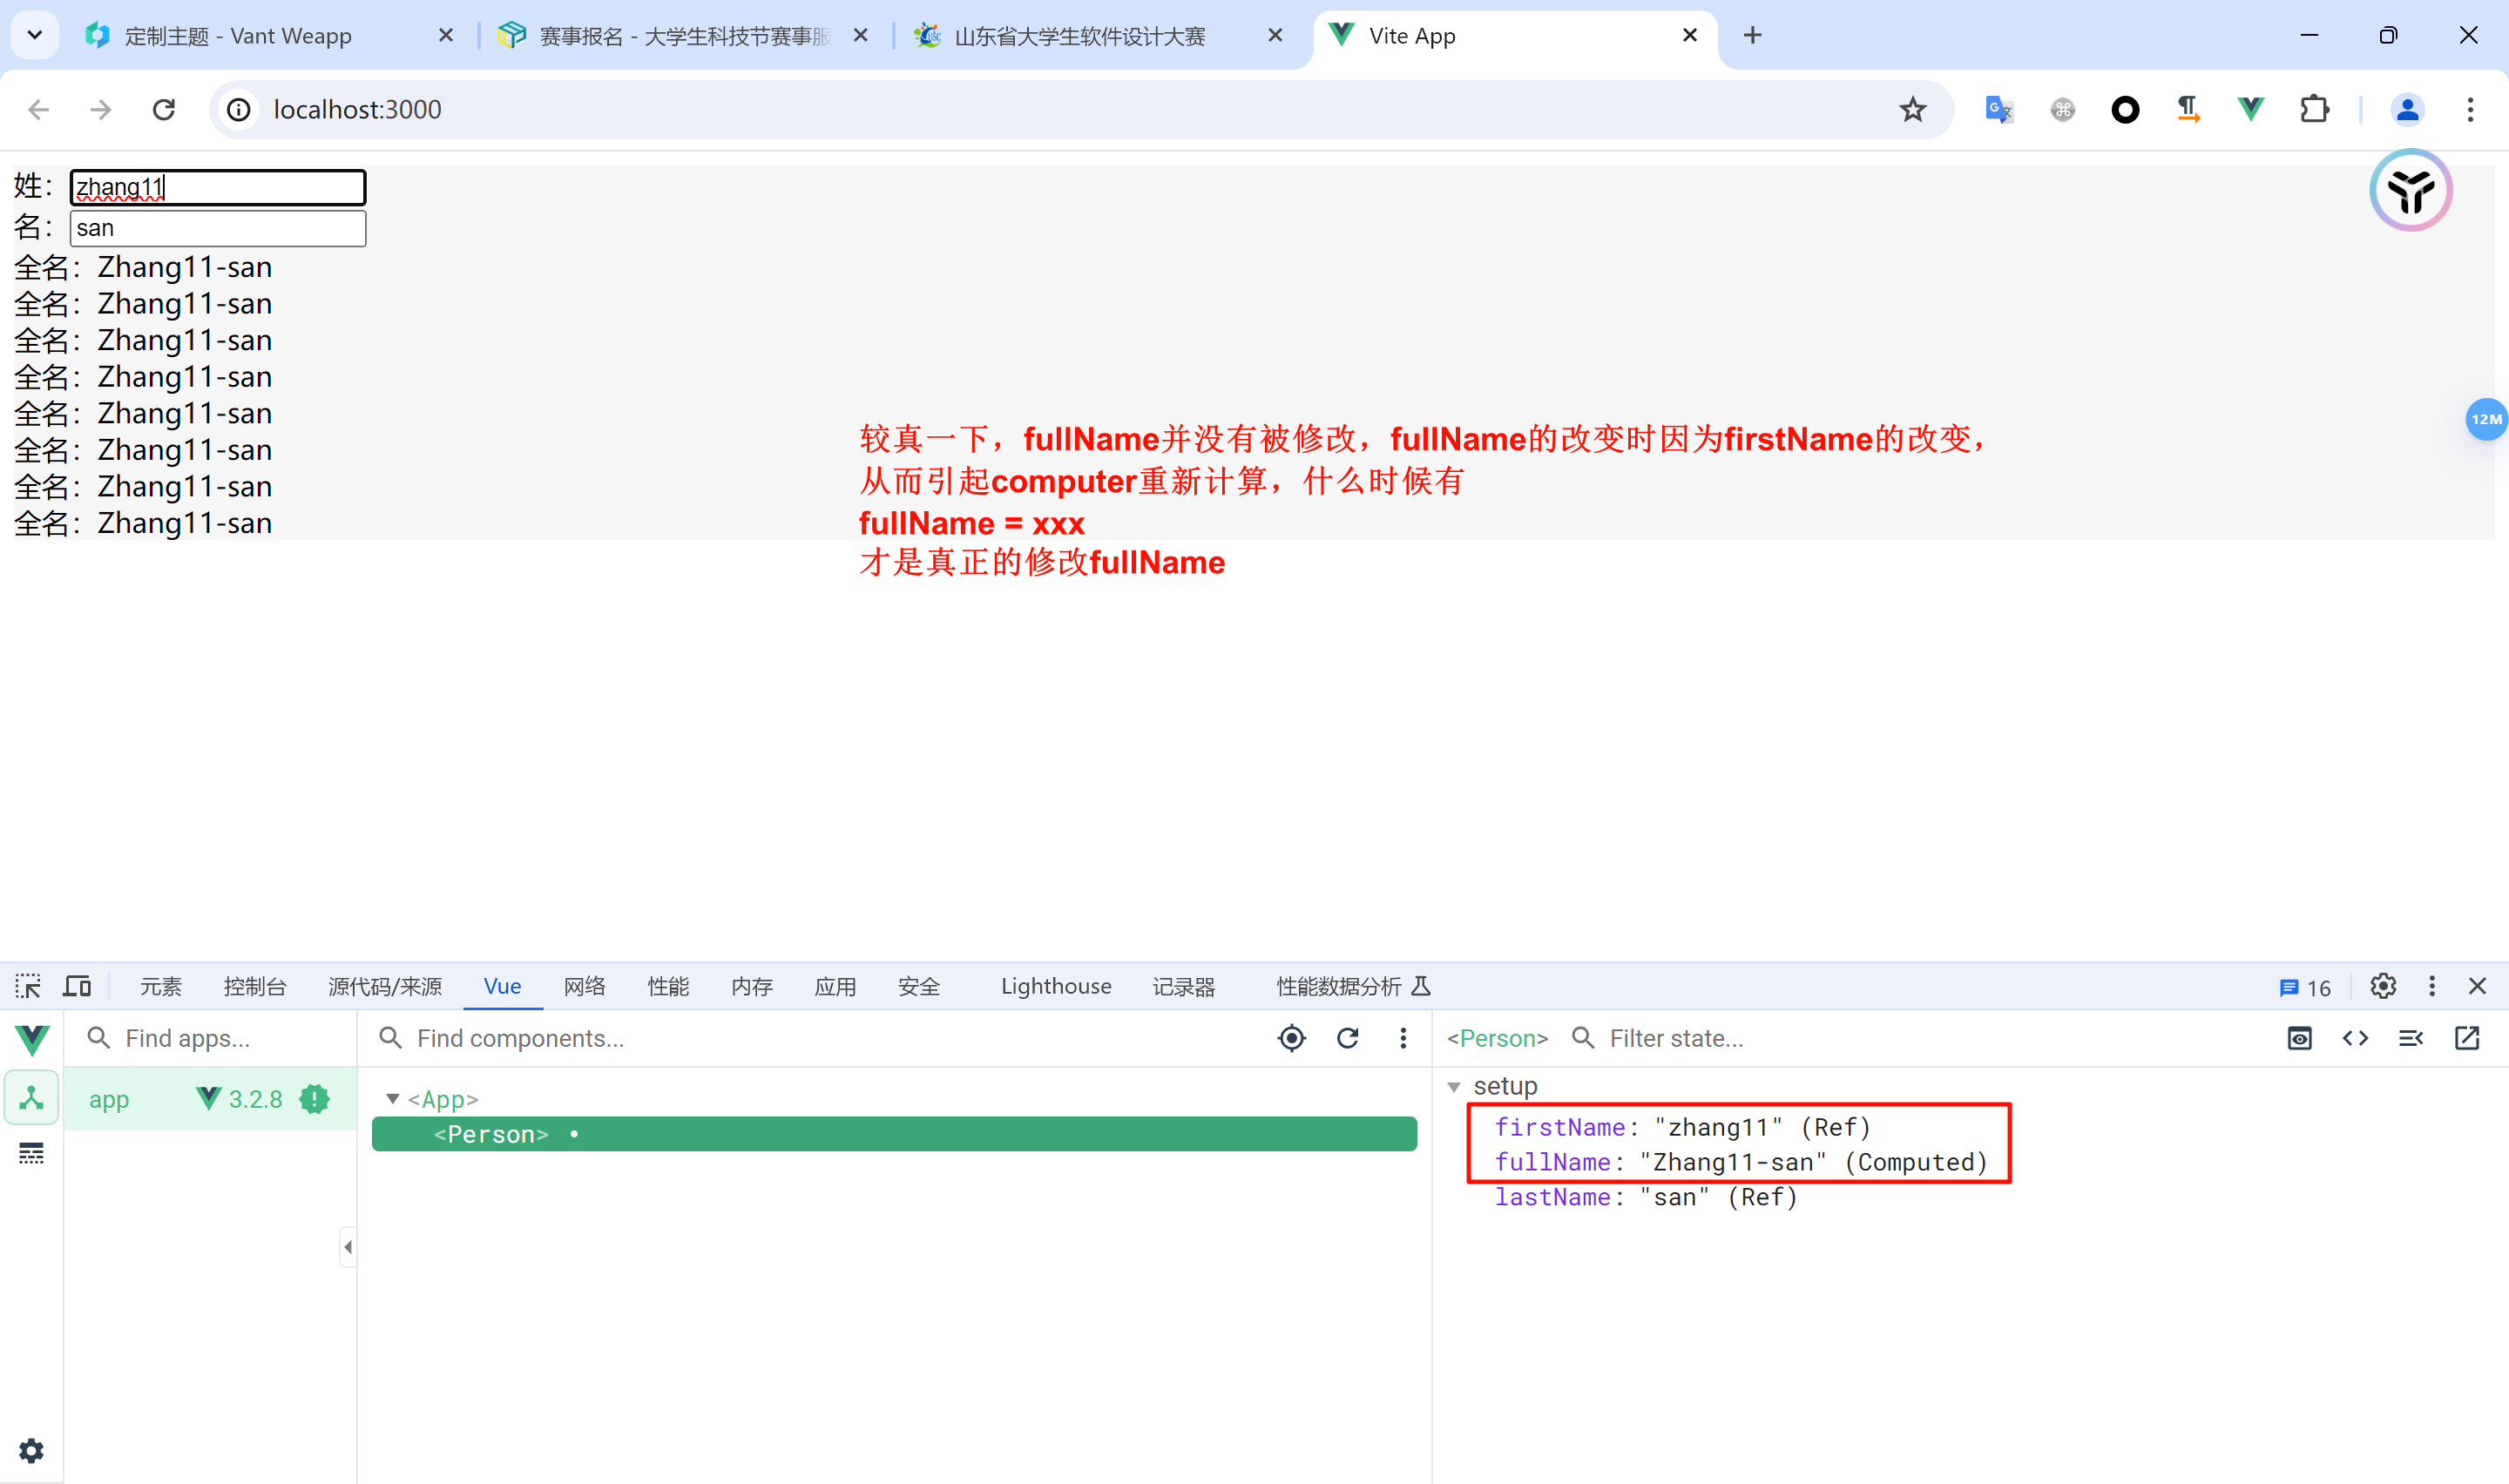 定制主题 - Vant Weapp
赛事报名 - 大学生科技节赛事服
山东省大学生软件设计大赛
Vite App
localhost:3000
姓：zhang11
名：san
全名：Zhang11-san
全名：Zhang11-san
全名：Zhang11-san
全名：Zhang11-san
全名：Zhang11-san
全名：Zhang11-san
全名：Zhang11-san
全名：Zhang11-san
12M
较真一下，fullName并没有被修改，fullName的改变时因为firstName的改变，
从而引起computer重新计算，什么时候有
fullName = xxx
才是真正的修改fullName
元素 控制台 源代码/来源 Vue 网络 性能 内存 应用 安全 Lighthouse 记录器 性能数据分析 16
Find apps...
Find components...
<Person> Filter state...
app 3.2.8
<App>
<Person>
setup
firstName: "zhang11" (Ref)
fullName: "Zhang11-san" (Computed)
lastName: "san" (Ref)